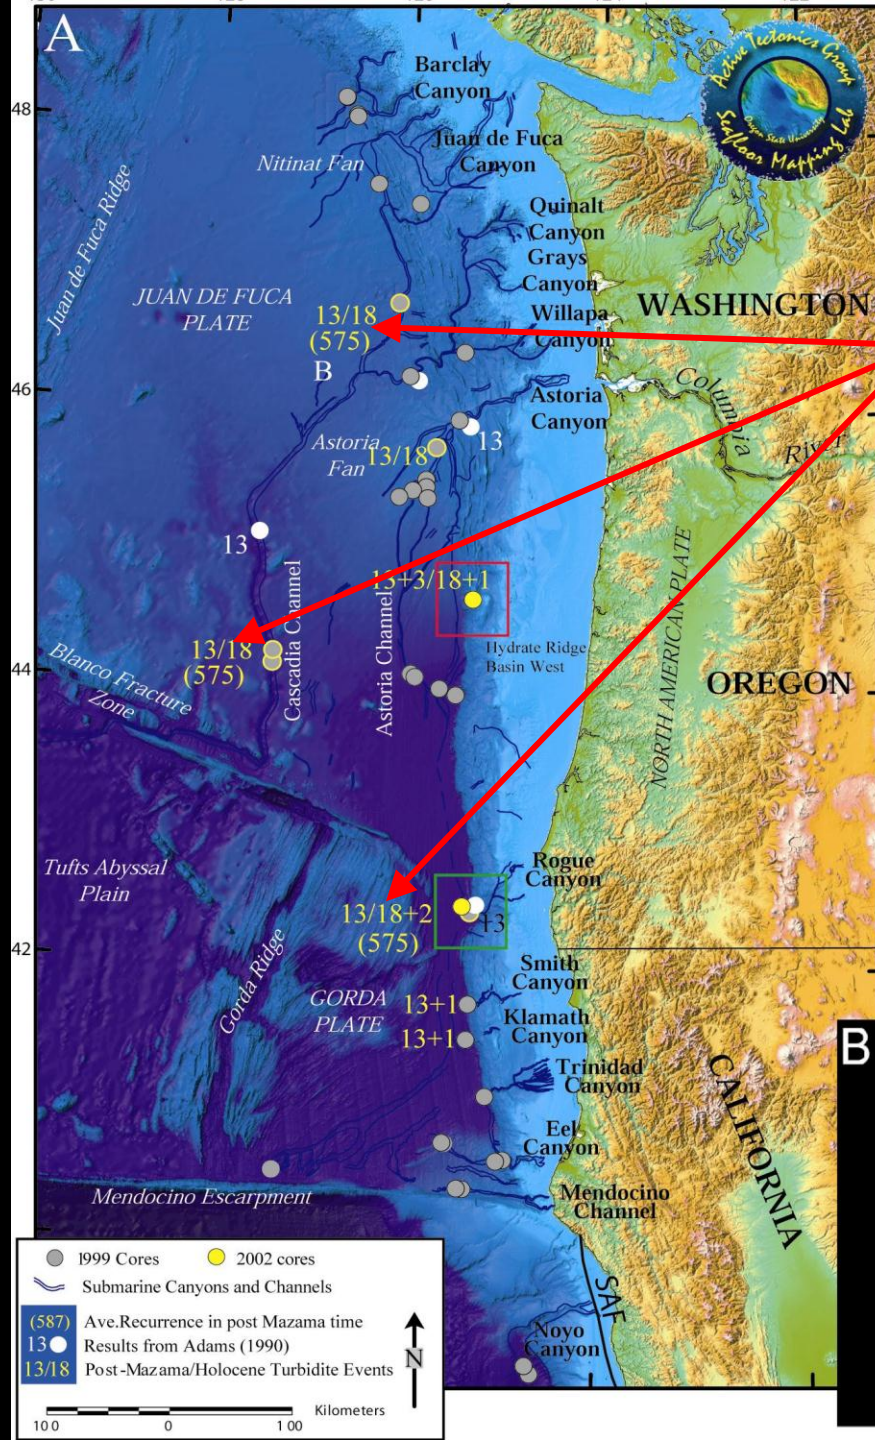 A
Barclay
Canyon
Active Tectonics Group
Oregon State University
Seafloor Mapping Lab
48
Nitinat Fan
Juan de Fuca
Canyon
Juan de Fuca Ridge
Quinalt
Canyon
Grays
Canyon
JUAN DE FUCA
PLATE
WASHINGTON
13/18
(575)
Willapa
Canyon
B
46
Astoria
Canyon
Columbia
River
Astoria
Fan
13/18
13
13
13+3/18+1
Cascadia Channel
Astoria Channel
Hydrate Ridge
Basin West
NORTH AMERICAN PLATE
13/18
(575)
44
Blanco Fracture
Zone
OREGON
Tufts Abyssal
Plain
Rogue
Canyon
13/18+2
(575)
13
42
Gorda Ridge
GORDA
PLATE
Smith
Canyon
13+1
Klamath
Canyon
13+1
B
Trinidad
Canyon
CALIFORNIA
Eel
Canyon
Mendocino Escarpment
Mendocino
Channel
1999 Cores
2002 cores
Submarine Canyons and Channels
(587) Ave.Recurrence in post Mazama time
13 Results from Adams (1990)
13/18 Post-Mazama/Holocene Turbidite Events
N
SAF
Noyo
Canyon
Kilometers
100 0 100